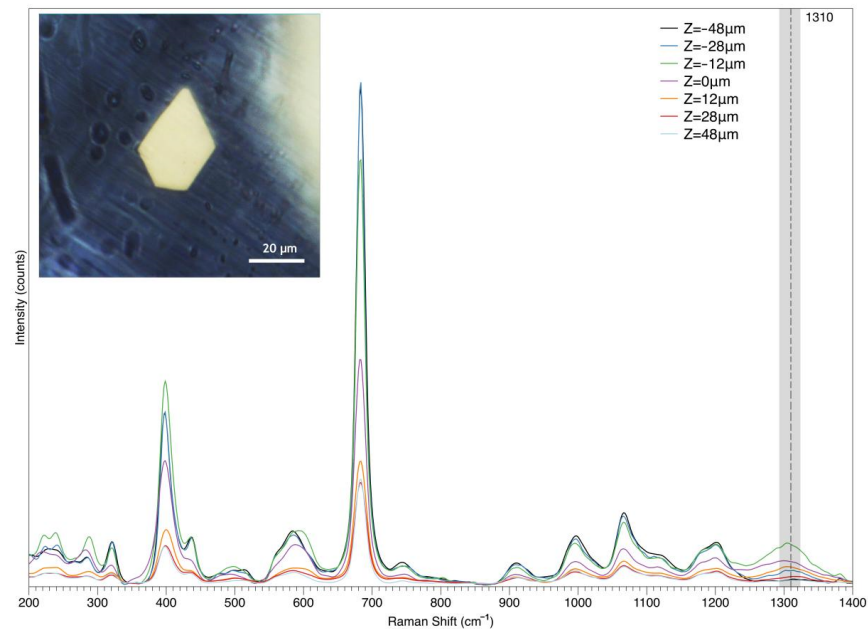 1310
Z=−48µm
Z=−28µm
Z=−12µm
Z=0µm
Z=12µm
Z=28µm
Z=48µm
20 µm
Intensity (counts)
200 300 400 500 600 700 800 900 1000 1100 1200 1300 1400
Raman Shift (cm⁻¹)